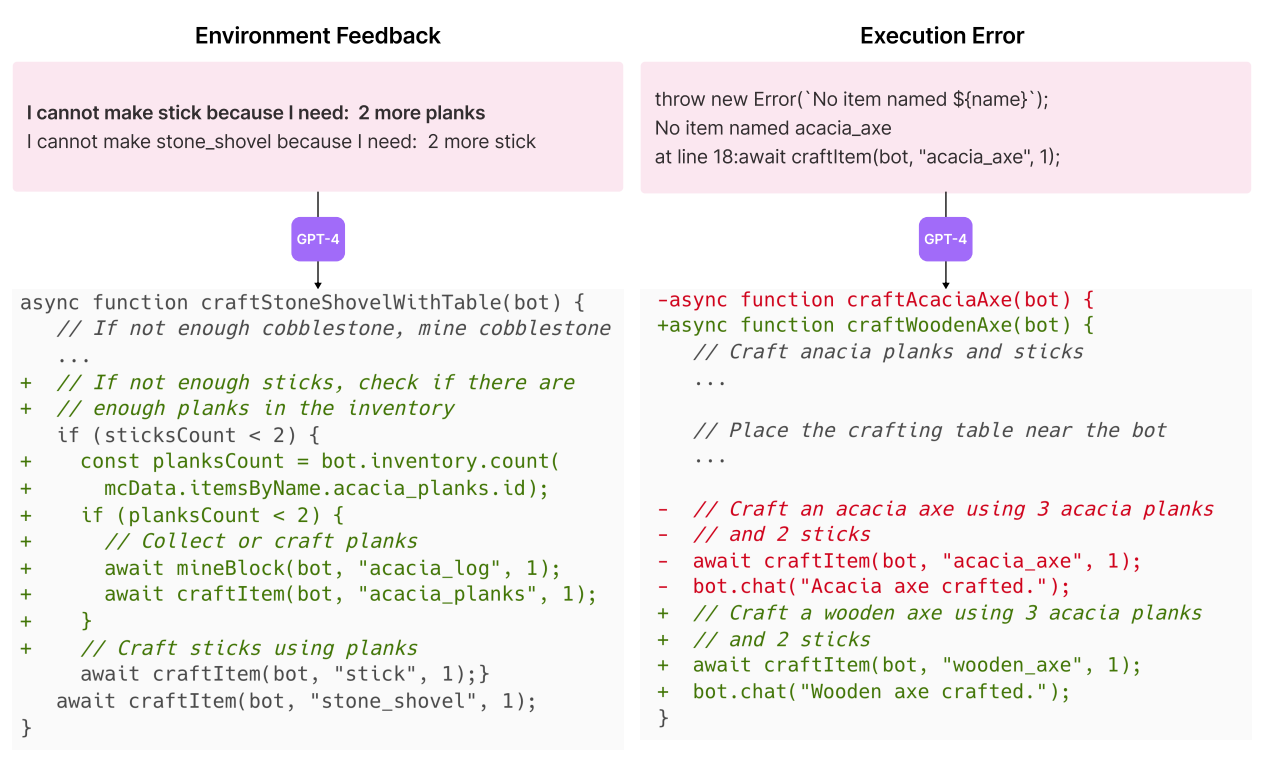 Environment Feedback
I cannot make stick because I need:  2 more planks
I cannot make stone_shovel because I need:  2 more stick
GPT-4
async function craftStoneShovelWithTable(bot) {
   // If not enough cobblestone, mine cobblestone
   ...
+  // If not enough sticks, check if there are
+  // enough planks in the inventory
   if (sticksCount < 2) {
+    const planksCount = bot.inventory.count(
+      mcData.itemsByName.acacia_planks.id);
+    if (planksCount < 2) {
+      // Collect or craft planks
+      await mineBlock(bot, "acacia_log", 1);
+      await craftItem(bot, "acacia_planks", 1);
+    }
+    // Craft sticks using planks
     await craftItem(bot, "stick", 1);}
   await craftItem(bot, "stone_shovel", 1);
}
Execution Error
throw new Error(`No item named ${name}`);
No item named acacia_axe
at line 18:await craftItem(bot, "acacia_axe", 1);
GPT-4
-async function craftAcaciaAxe(bot) {
+async function craftWoodenAxe(bot) {
   // Craft anacia planks and sticks
   ...
   // Place the crafting table near the bot
   ...
-  // Craft an acacia axe using 3 acacia planks
-  // and 2 sticks
-  await craftItem(bot, "acacia_axe", 1);
-  bot.chat("Acacia axe crafted.");
+  // Craft a wooden axe using 3 acacia planks
+  // and 2 sticks
+  await craftItem(bot, "wooden_axe", 1);
+  bot.chat("Wooden axe crafted.");
}